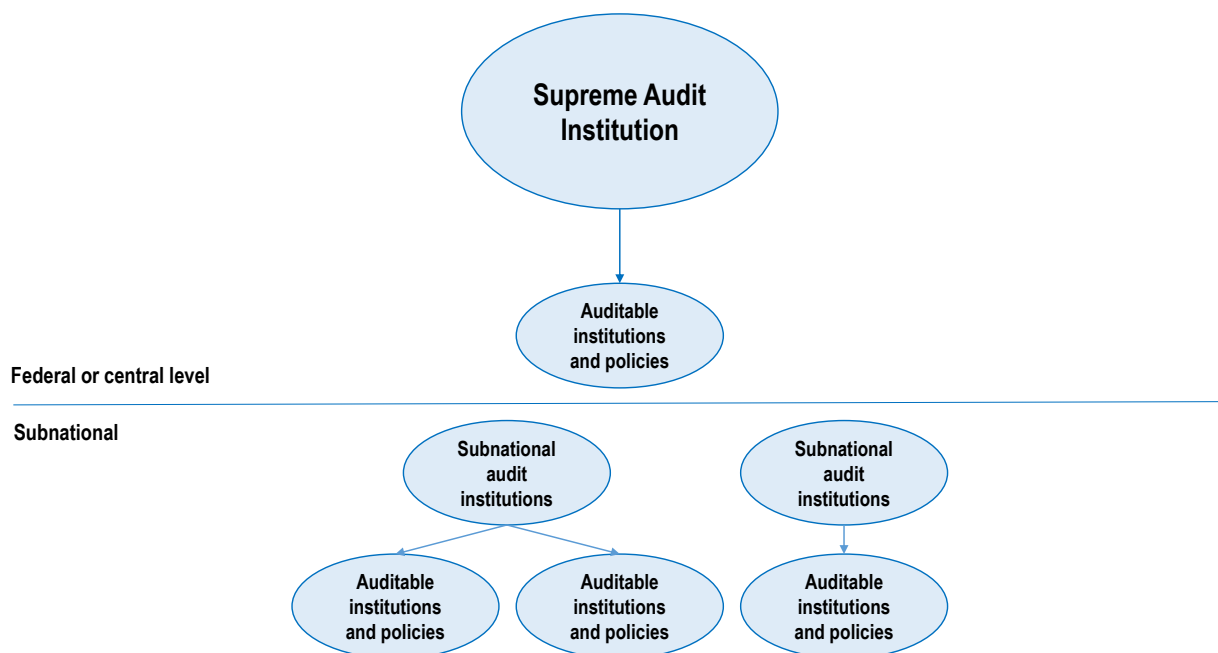 Supreme Audit
Institution
Auditable
institutions
and policies
Federal or central level
Subnational
Subnational
audit
institutions
Subnational
audit
institutions
Auditable
institutions
and policies
Auditable
institutions
and policies
Auditable
institutions
and policies